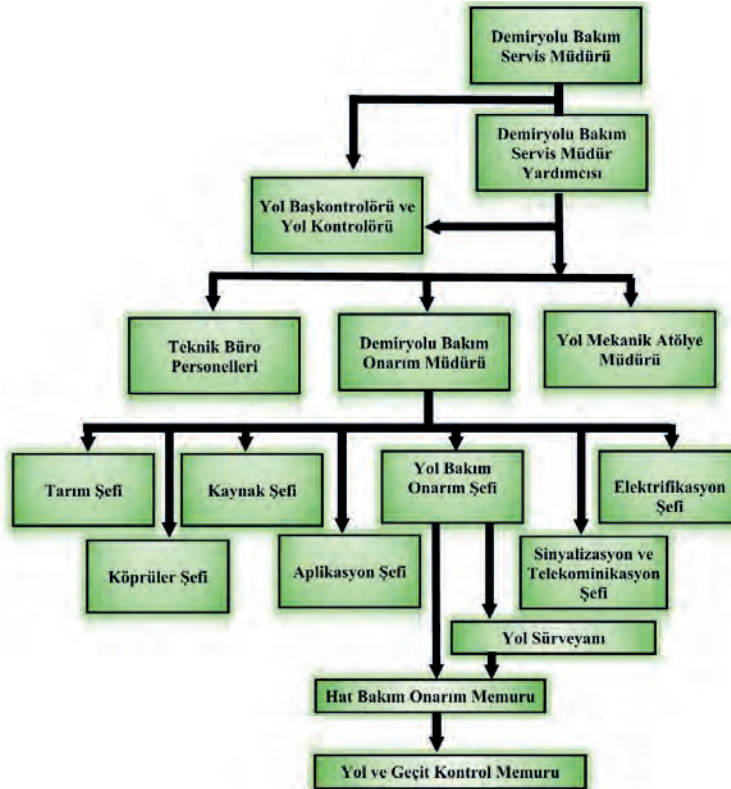 Demiryolu Bakım
Servis Müdürü
Demiryolu Bakım
Servis Müdür
Yardımcısı
Yol Başkontrolörü ve
Yol Kontrolörü
Teknik Büro
Personelleri
Demiryolu Bakım
Onarım Müdürü
Yol Mekanik Atölye
Müdürü
Tarım Şefi
Kaynak Şefi
Yol Bakım
Onarım Şefi
Elektrifikasyon
Şefi
Köprüler Şefi
Aplikasyon Şefi
Sinyalizasyon ve
Telekominikasyon
Şefi
Yol Sürveyanı
Hat Bakım Onarım Memuru
Yol ve Geçit Kontrol Memuru